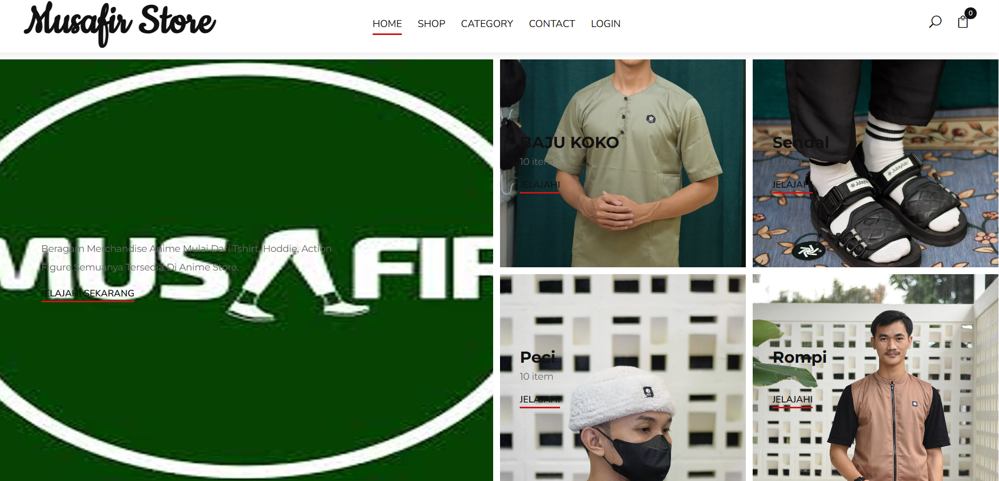 Musafir Store
HOME SHOP CATEGORY CONTACT LOGIN
0
MUSAFIR
Beragam Merchandise Anime Mulai Dari Tshirt, Hoddie, Action
Figure Semuanya Tersedia Di Anime Store.
JELAJAHI SEKARANG
BAJU KOKO
10 item
JELAJAHI
Sendal
8 item
JELAJAHI
Julaybib
Julaybib
Peci
10 item
JELAJAHI
Rompi
item
JELAJAHI